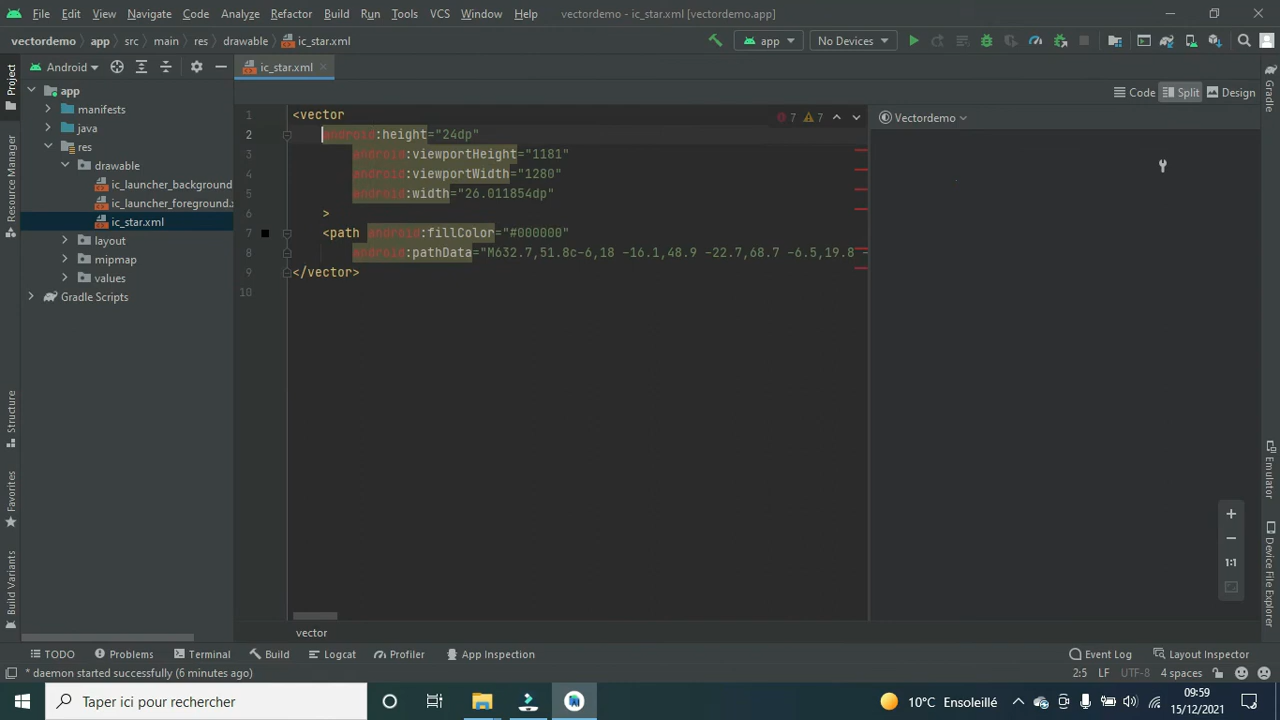 File Edit View Navigate Code Analyze Refactor Build Run Tools VCS Window Help vectordemo - ic_star.xml [vectordemo.app]
vectordemo app src main res drawable ic_star.xml app No Devices
Project
Android
ic_star.xml
Gradle
Code Split Design
app
manifests
java
res
drawable
ic_launcher_background
ic_launcher_foreground.x
ic_star.xml
layout
mipmap
values
Gradle Scripts
Resource Manager
Structure
Favorites
Build Variants
1 <vector
2 android:height="24dp"
3 android:viewportHeight="1181"
4 android:viewportWidth="1280"
5 android:width="26.011854dp"
6 >
7 <path android:fillColor="#000000"
8 android:pathData="M632.7,51.8c-6,18 -16.1,48.9 -22.7,68.7 -6.5,19.8 -
9 </vector>
10
7 7
Vectordemo
1:1
Emulator
Device File Explorer
vector
TODO Problems Terminal Build Logcat Profiler App Inspection Event Log Layout Inspector
* daemon started successfully (6 minutes ago) 2:5 LF UTF-8 4 spaces
Taper ici pour rechercher
10°C Ensoleillé
09:59
15/12/2021